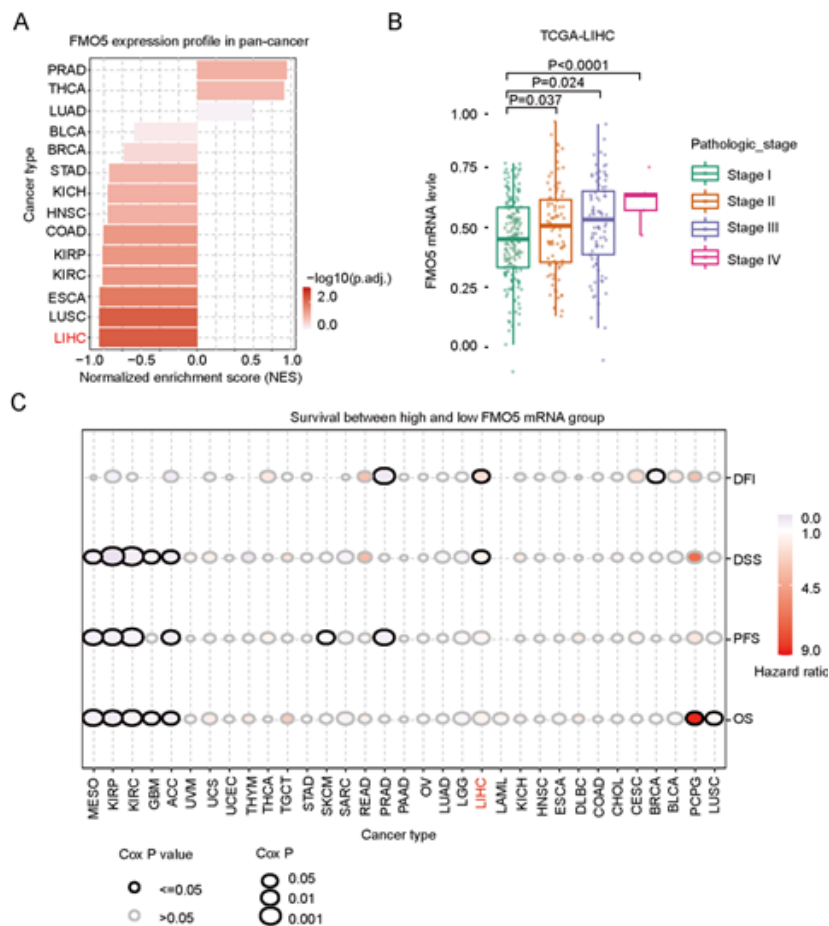 A
FMO5 expression profile in pan-cancer
PRAD
THCA
LUAD
BLCA
BRCA
STAD
KICH
HNSC
COAD
KIRP
KIRC
ESCA
LUSC
LIHC
Cancer type
−log10(p.adj.)
2.0
0.0
−1.0 −0.5 0.0 0.5 1.0
Normalized enrichment score (NES)
B
TCGA-LIHC
P<0.0001
P=0.024
P=0.037
1.00
0.75
0.50
0.25
0.00
FMO5 mRNA levle
Pathologic_stage
Stage I
Stage II
Stage III
Stage IV
C
Survival between high and low FMO5 mRNA group
DFI
DSS
PFS
OS
0.0
1.0
4.5
9.0
Hazard ratio
MESO KIRP KIRC GBM ACC UVM UCS UCEC THYM THCA TGCT STAD SKCM SARC READ PRAD PAAD OV LUAD LGG LIHC LAML KICH HNSC ESCA DLBC COAD CHOL CESC BRCA BLCA PCPG LUSC
Cancer type
Cox P value
<=0.05
>0.05
Cox P
0.05
0.01
0.001